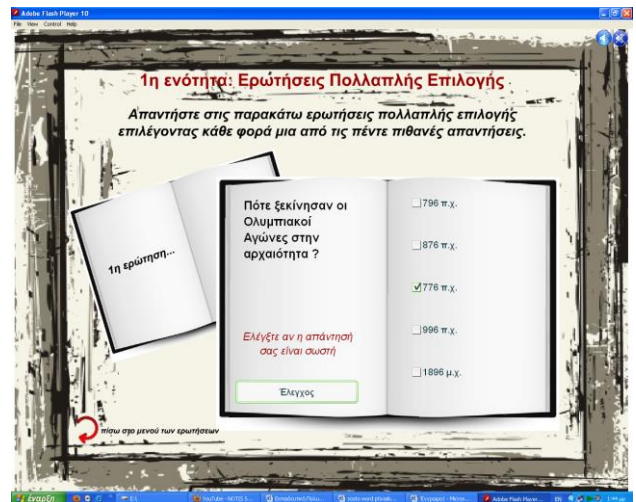 Adobe Flash Player 10
File View Control Help
1η ενότητα: Ερωτήσεις Πολλαπλής Επιλογής
Απαντήστε στις παρακάτω ερωτήσεις πολλαπλής επιλογής
επιλέγοντας κάθε φορά μια από τις πέντε πιθανές απαντήσεις.
1η ερώτηση...
Πότε ξεκίνησαν οι
Ολυμπιακοί
Αγώνες στην
αρχαιότητα ?
Ελέγξτε αν η απάντησή
σας είναι σωστή
Έλεγχος
796 π.χ.
876 π.χ.
776 π.χ.
996 π.χ.
1896 μ.χ.
πίσω στο μενού των ερωτήσεων
έναρξη
Adobe Flash Player...
EN